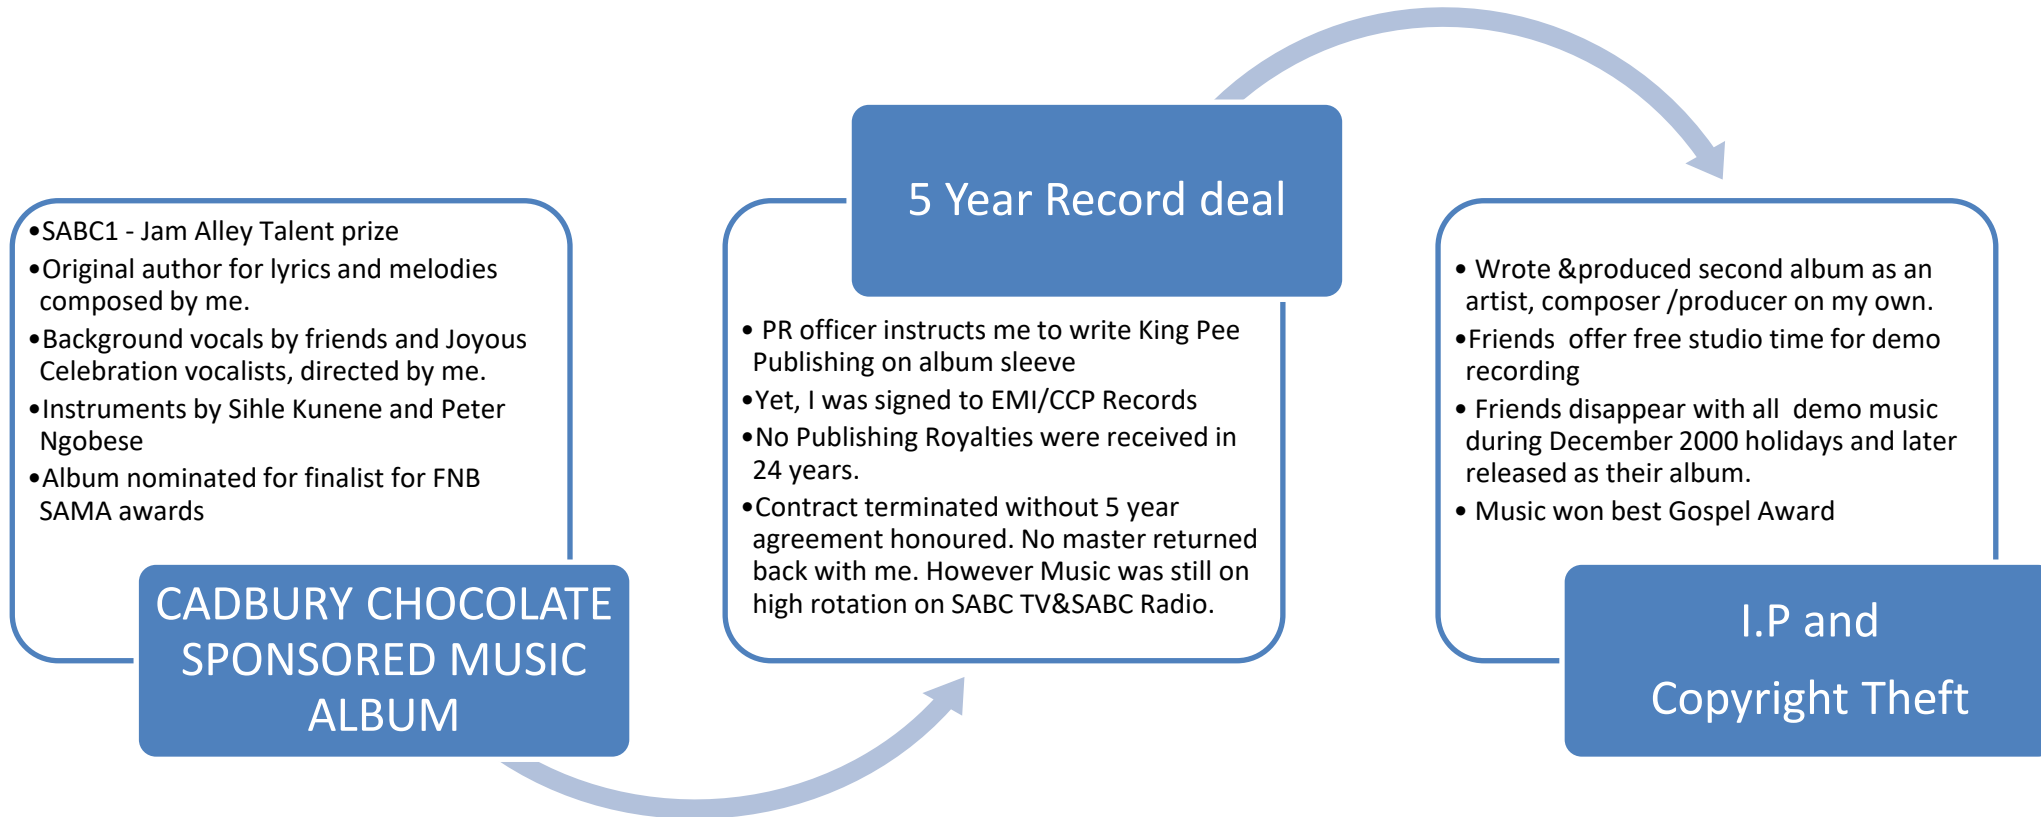 •SABC1 - Jam Alley Talent prize
•Original author for lyrics and melodies
composed by me.
•Background vocals by friends and Joyous
Celebration vocalists, directed by me.
•Instruments by Sihle Kunene and Peter
Ngobese
•Album nominated for finalist for FNB
SAMA awards
CADBURY CHOCOLATE
SPONSORED MUSIC
ALBUM
5 Year Record deal
• PR officer instructs me to write King Pee
Publishing on album sleeve
•Yet, I was signed to EMI/CCP Records
•No Publishing Royalties were received in
24 years.
•Contract terminated without 5 year
agreement honoured. No master returned
back with me. However Music was still on
high rotation on SABC TV&SABC Radio.
• Wrote &produced second album as an
artist, composer /producer on my own.
•Friends offer free studio time for demo
recording
• Friends disappear with all demo music
during December 2000 holidays and later
released as their album.
• Music won best Gospel Award
I.P and
Copyright Theft